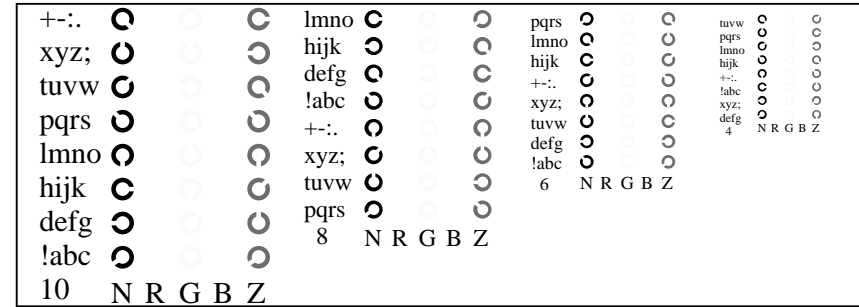 +-:.
xyz;
tuvw
pqrs
lmno
hijk
defg
!abc
10 N R G B Z
lmno
hijk
defg
!abc
+-:.
xyz;
tuvw
pqrs
8 N R G B Z
pqrs
lmno
hijk
+-:.
xyz;
tuvw
defg
!abc
6 N R G B Z
tuvw
pqrs
lmno
hijk
+-:.
!abc
xyz;
defg
4 N R G B Z